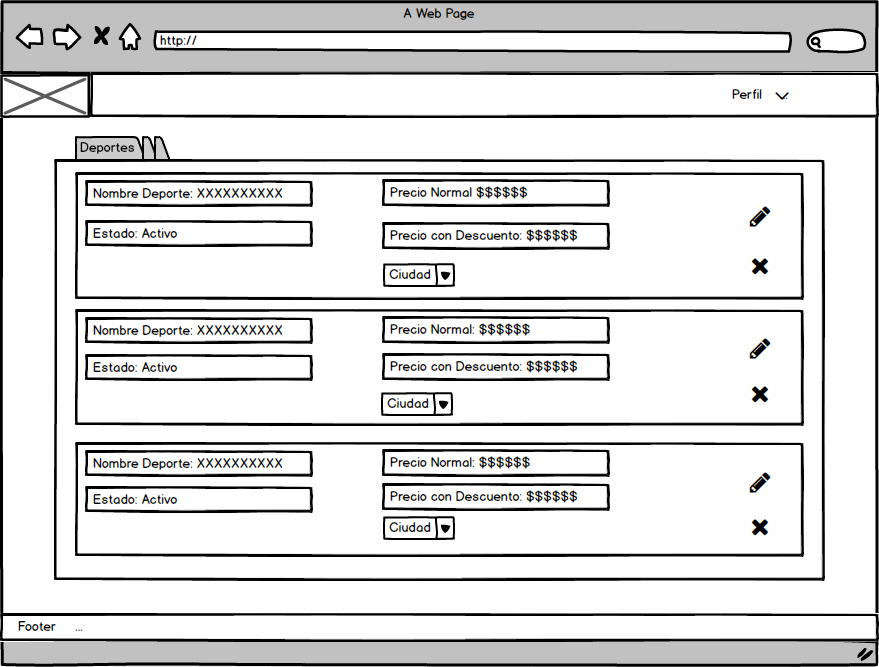 A Web Page
http://
Perfil
Deportes
Nombre Deporte: XXXXXXXXXX
Precio Normal $$$$$$
Estado: Activo
Precio con Descuento: $$$$$$
Ciudad
Nombre Deporte: XXXXXXXXXX
Precio Normal: $$$$$$
Estado: Activo
Precio con Descuento: $$$$$$
Ciudad
Nombre Deporte: XXXXXXXXXX
Precio Normal: $$$$$$
Estado: Activo
Precio con Descuento: $$$$$$
Ciudad
Footer ...